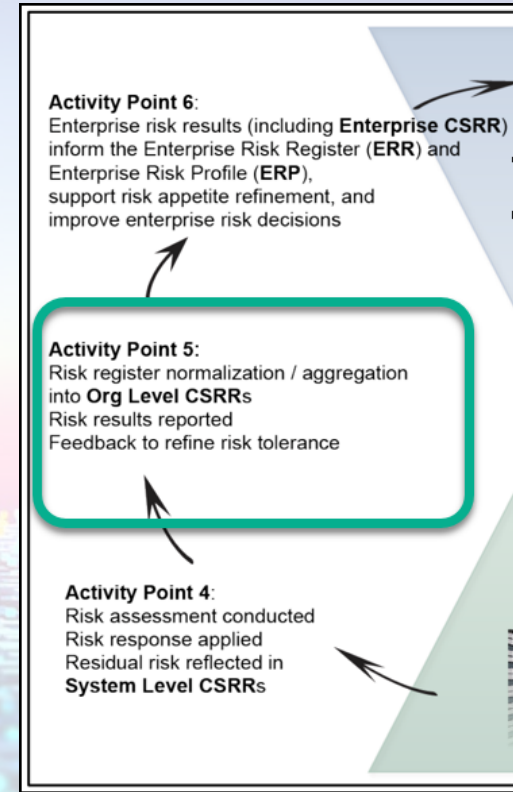 Activity Point 6:
Enterprise risk results (including Enterprise CSRR)
inform the Enterprise Risk Register (ERR) and
Enterprise Risk Profile (ERP),
support risk appetite refinement, and
improve enterprise risk decisions
Activity Point 5:
Risk register normalization / aggregation
into Org Level CSRRs
Risk results reported
Feedback to refine risk tolerance
Activity Point 4:
Risk assessment conducted
Risk response applied
Residual risk reflected in
System Level CSRRs